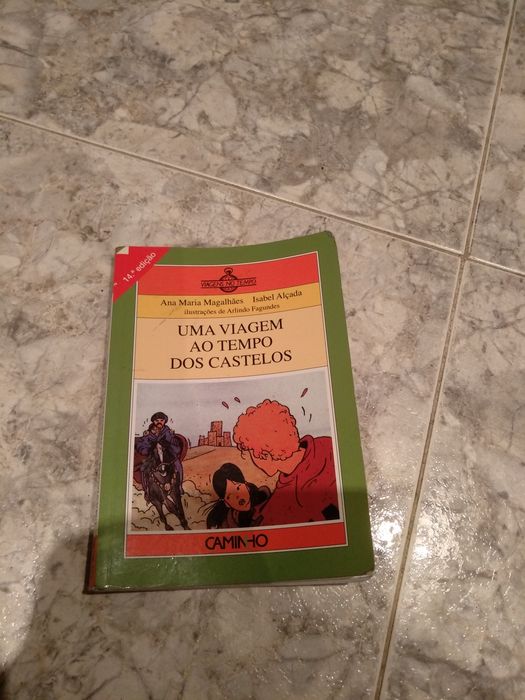 14.ª edição
VIAGENS NO TEMPO
Ana Maria Magalhães Isabel Alçada
ilustrações de Arlindo Fagundes
UMA VIAGEM
AO TEMPO
DOS CASTELOS
CAMINHO